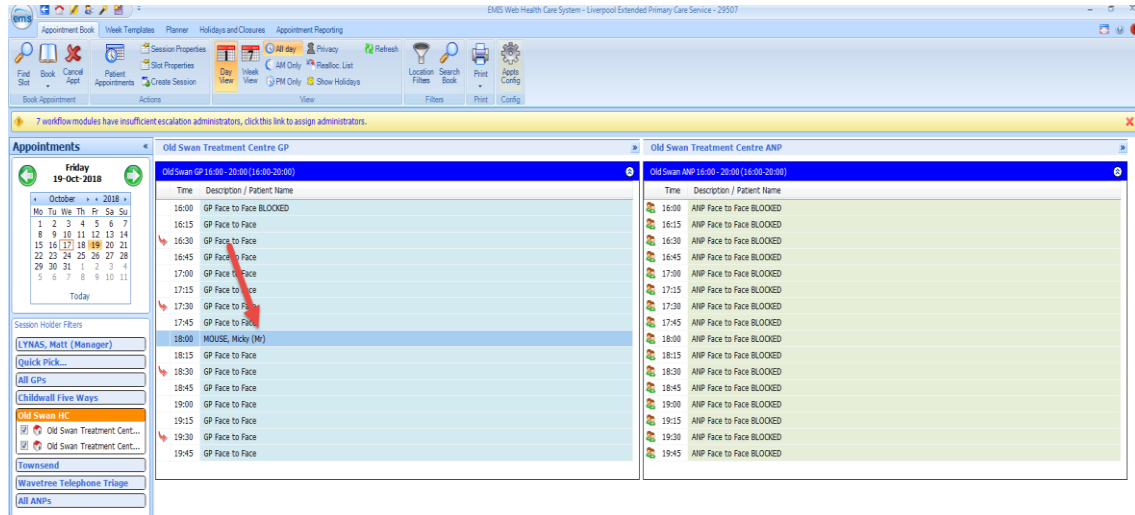 emis
EMIS Web Health Care System - Liverpool Extended Primary Care Service - 29507
Appointment Book Week Templates Planner Holidays and Closures Appointment Reporting
Find Slot
Book
Cancel Appt
Book Appointment
Patient Appointments
Session Properties
Slot Properties
Create Session
Actions
Day View
Week View
All day
AM Only
PM Only
Privacy
Realloc. List
Show Holidays
Refresh
View
Location Filters
Search Book
Filters
Print
Print
Appts Config
Config
7 workflow modules have insufficient escalation administrators, click this link to assign administrators.
Appointments
Friday
19-Oct-2018
October 2018
Mo Tu We Th Fr Sa Su
1 2 3 4 5 6 7
8 9 10 11 12 13 14
15 16 17 18 19 20 21
22 23 24 25 26 27 28
29 30 31 1 2 3 4
5 6 7 8 9 10 11
Today
Session Holder Filters
LYNAS, Matt (Manager)
Quick Pick...
All GPs
Childwall Five Ways
Old Swan HC
Old Swan Treatment Cent...
Old Swan Treatment Cent...
Townsend
Wavetree Telephone Triage
All ANPs
Old Swan Treatment Centre GP
Old Swan GP 16:00 - 20:00 (16:00-20:00)
Time Description / Patient Name
16:00 GP Face to Face BLOCKED
16:15 GP Face to Face
16:30 GP Face to Face
16:45 GP Face to Face
17:00 GP Face to Face
17:15 GP Face to Face
17:30 GP Face to Face
17:45 GP Face to Face
18:00 MOUSE, Micky (Mr)
18:15 GP Face to Face
18:30 GP Face to Face
18:45 GP Face to Face
19:00 GP Face to Face
19:15 GP Face to Face
19:30 GP Face to Face
19:45 GP Face to Face
Old Swan Treatment Centre ANP
Old Swan ANP 16:00 - 20:00 (16:00-20:00)
Time Description / Patient Name
16:00 ANP Face to Face BLOCKED
16:15 ANP Face to Face BLOCKED
16:30 ANP Face to Face BLOCKED
16:45 ANP Face to Face BLOCKED
17:00 ANP Face to Face BLOCKED
17:15 ANP Face to Face BLOCKED
17:30 ANP Face to Face BLOCKED
17:45 ANP Face to Face BLOCKED
18:00 ANP Face to Face BLOCKED
18:15 ANP Face to Face BLOCKED
18:30 ANP Face to Face BLOCKED
18:45 ANP Face to Face BLOCKED
19:00 ANP Face to Face BLOCKED
19:15 ANP Face to Face BLOCKED
19:30 ANP Face to Face BLOCKED
19:45 ANP Face to Face BLOCKED